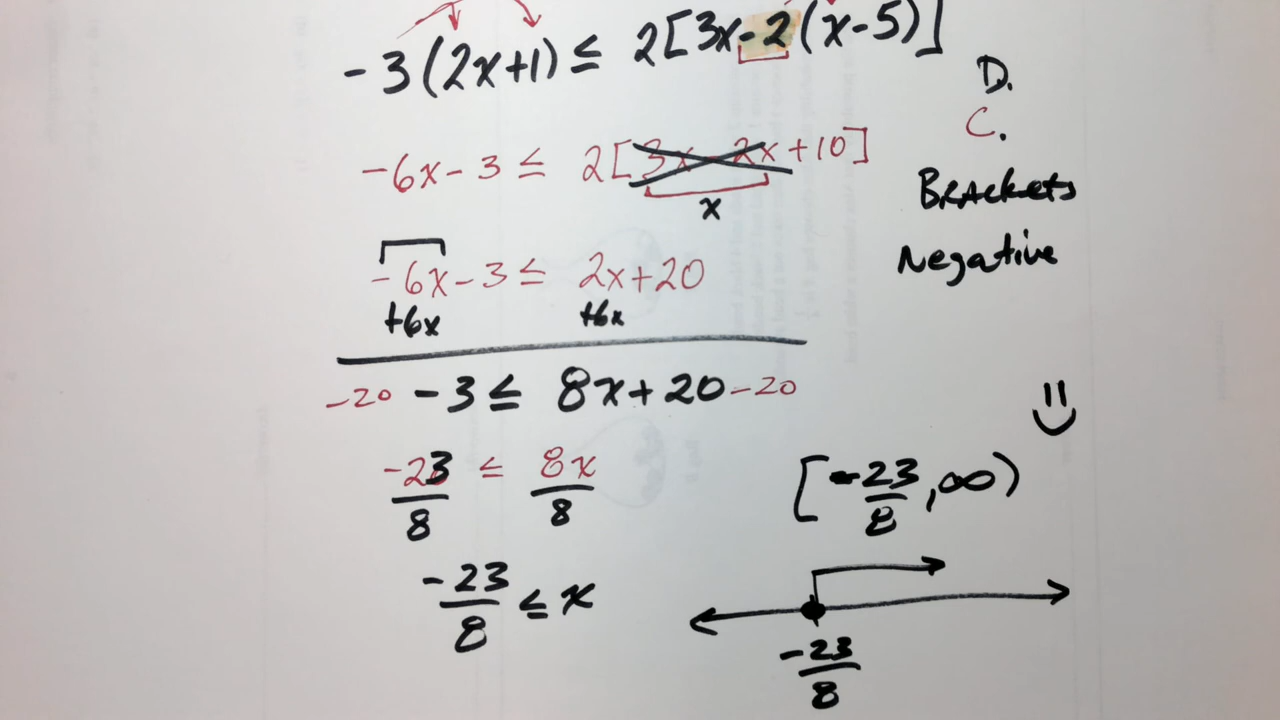 -3(2x+1) ≤ 2[3x-2(x-5)]
D.
C.
-6x-3 ≤ 2[3x-2x+10]
x
Brackets
Negative
-6x-3 ≤ 2x+20
+6x +6x
-20 -3 ≤ 8x+20 -20
-23/8 ≤ 8x/8
[-23/8, ∞)
-23/8 ≤ x
-23/8